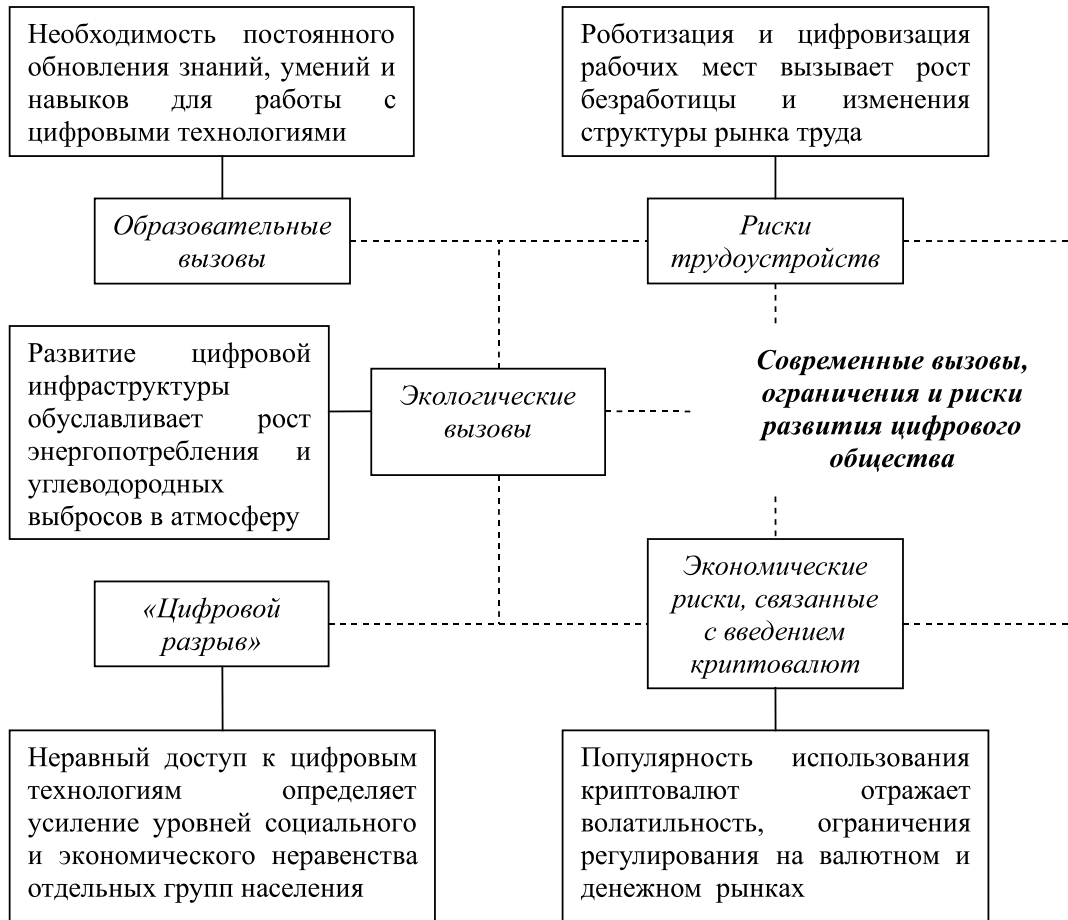 Необходимость постоянного
обновления знаний, умений и
навыков для работы с
цифровыми технологиями
Роботизация и цифровизация
рабочих мест вызывает рост
безработицы и изменения
структуры рынка труда
Образовательные
вызовы
Риски
трудоустройств
Развитие цифровой
инфраструктуры
обуславливает рост
энергопотребления и
углеводородных
выбросов в атмосферу
Экологические
вызовы
Современные вызовы,
ограничения и риски
развития цифрового
общества
«Цифровой
разрыв»
Экономические
риски, связанные
с введением
криптовалют
Неравный доступ к цифровым
технологиям определяет
усиление уровней социального
и экономического неравенства
отдельных групп населения
Популярность использования
криптовалют отражает
волатильность, ограничения
регулирования на валютном и
денежном рынках